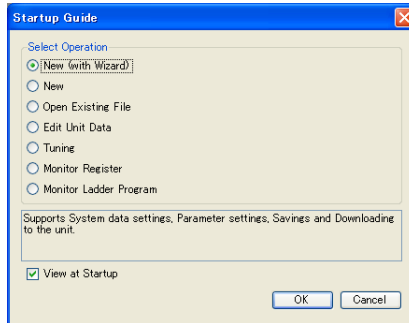 Startup Guide
Select Operation
New (with Wizard)
New
Open Existing File
Edit Unit Data
Tuning
Monitor Register
Monitor Ladder Program
Supports System data settings, Parameter settings, Savings and Downloading
to the unit.
View at Startup
OK
Cancel